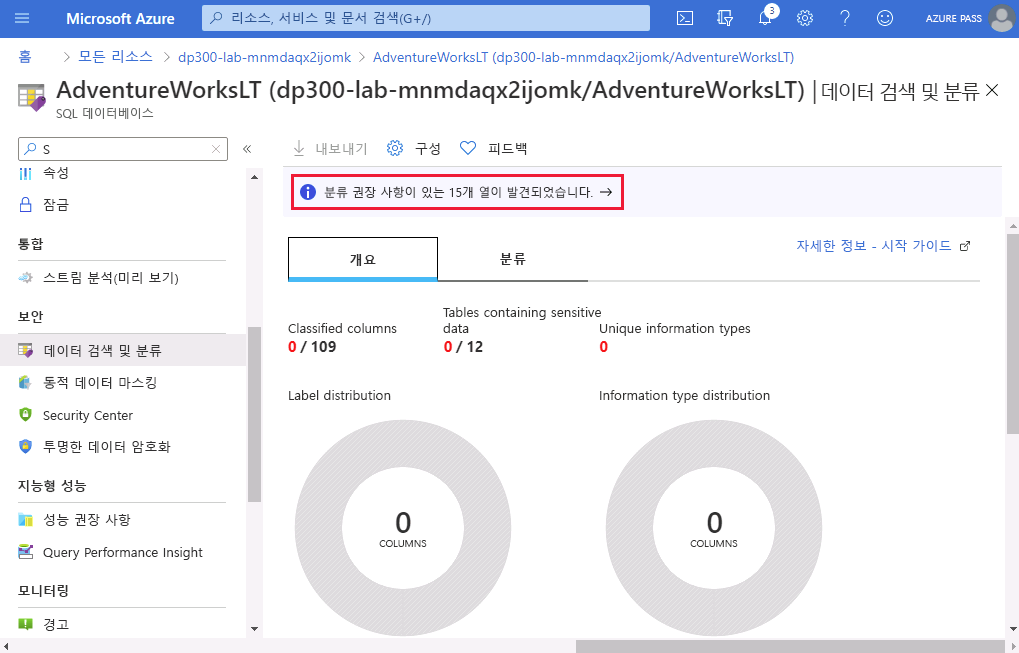 Microsoft Azure
리소스, 서비스 및 문서 검색(G+/)
3
AZURE PASS
홈 > 모든 리소스 > dp300-lab-mnmdaqx2ijomk > AdventureWorksLT (dp300-lab-mnmdaqx2ijomk/AdventureWorksLT)
AdventureWorksLT (dp300-lab-mnmdaqx2ijomk/AdventureWorksLT) | 데이터 검색 및 분류
SQL 데이터베이스
S
속성
잠금
통합
스트림 분석(미리 보기)
보안
데이터 검색 및 분류
동적 데이터 마스킹
Security Center
투명한 데이터 암호화
지능형 성능
성능 권장 사항
Query Performance Insight
모니터링
경고
내보내기 구성 피드백
분류 권장 사항이 있는 15개 열이 발견되었습니다. →
개요 분류
자세한 정보 - 시작 가이드
Classified columns
0 / 109
Tables containing sensitive
data
0 / 12
Unique information types
0
Label distribution
0
COLUMNS
Information type distribution
0
COLUMNS